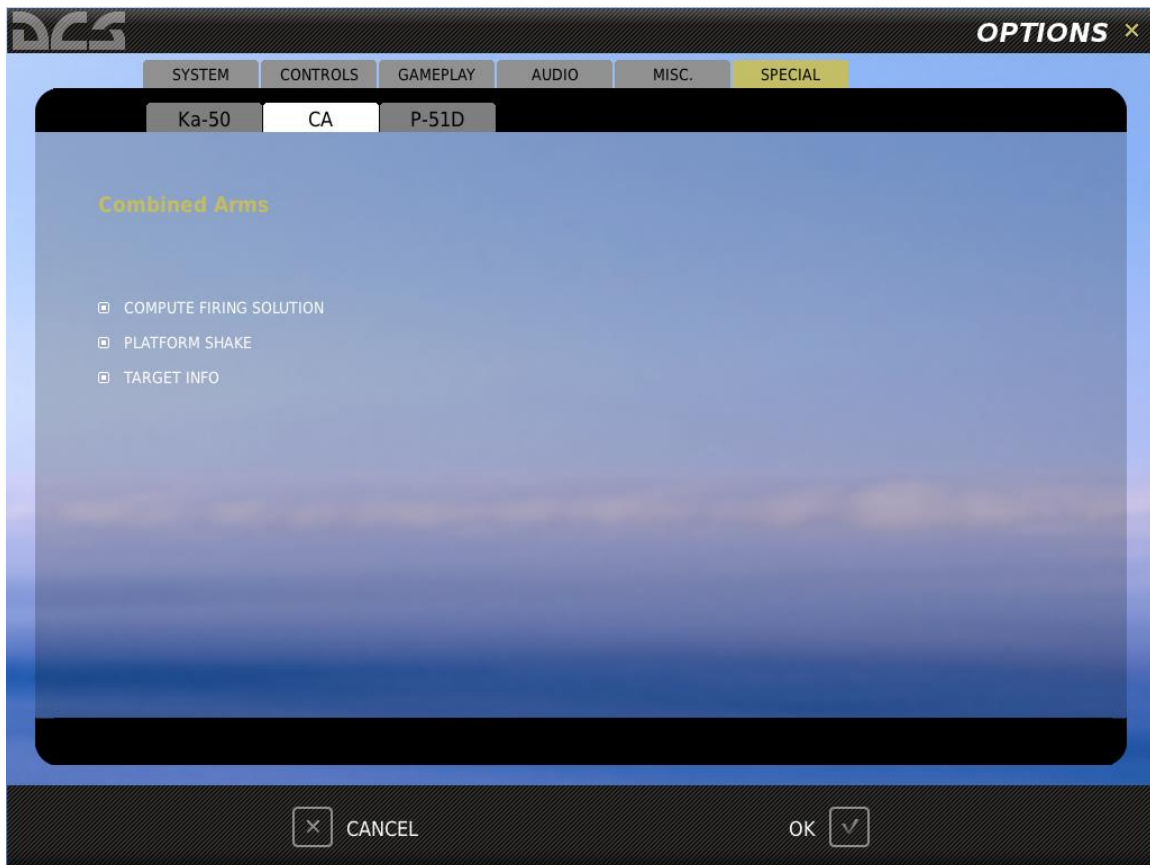 DCS OPTIONS ×
SYSTEM CONTROLS GAMEPLAY AUDIO MISC. SPECIAL
Ka-50 CA P-51D
Combined Arms
COMPUTE FIRING SOLUTION
PLATFORM SHAKE
TARGET INFO
CANCEL OK